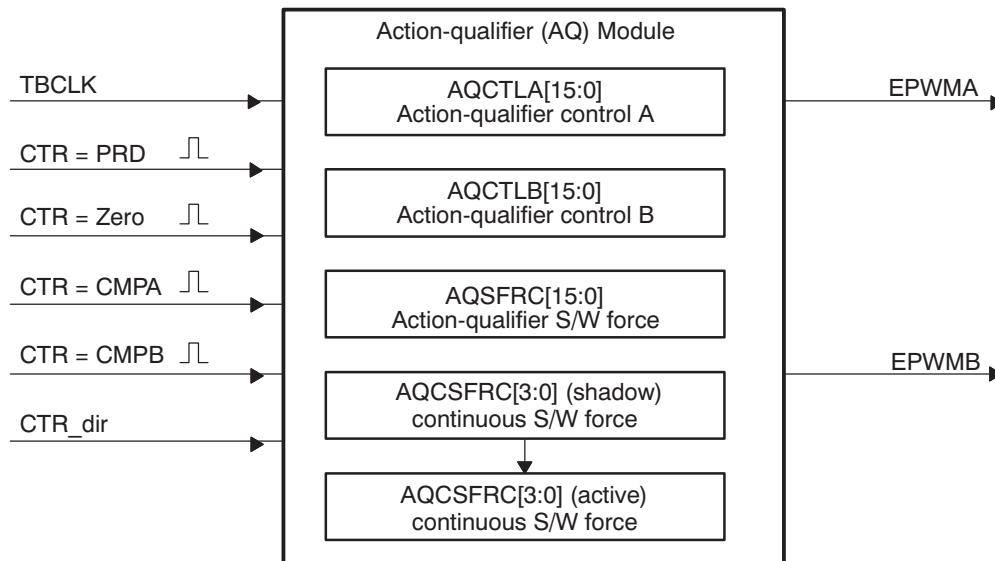 Action-qualifier (AQ) Module
TBCLK
CTR = PRD
CTR = Zero
CTR = CMPA
CTR = CMPB
CTR_dir
AQCTLA[15:0]
Action-qualifier control A
AQCTLB[15:0]
Action-qualifier control B
AQSFRC[15:0]
Action-qualifier S/W force
AQCSFRC[3:0] (shadow)
continuous S/W force
AQCSFRC[3:0] (active)
continuous S/W force
EPWMA
EPWMB